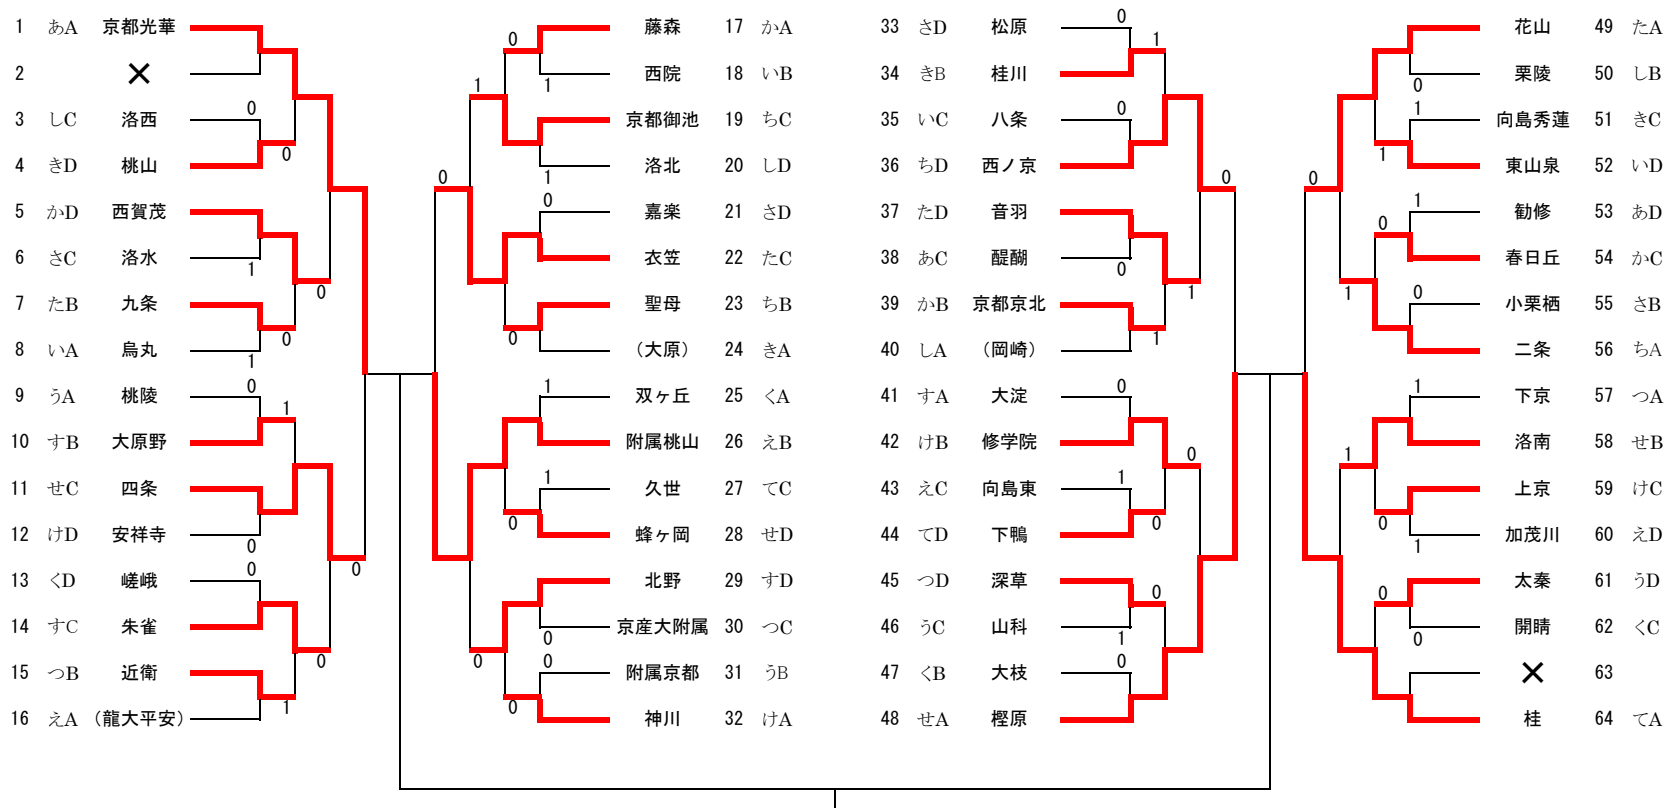 1 あA 京都光華
2 ×
3 しC 洛西 0
4 きD 桃山 0
5 かD 西賀茂
6 さC 洛水 1 0
7 たB 九条
8 いA 烏丸 1 0
9 うA 桃陵 0
10 すB 大原野 1
11 せC 四条
12 けD 安祥寺 0
13 くD 嵯峨 0 0
14 すC 朱雀
15 つB 近衛 0
16 えA (龍大平安) 1
0 藤森 17 かA
1 西院 18 いB
1 京都御池 19 ちC
1 洛北 20 しD
0 0 嘉楽 21 さD
衣笠 22 たC
聖母 23 ちB
0 (大原) 24 きA
1 双ヶ丘 25 くA
附属桃山 26 えB
1 久世 27 てC
0 蜂ヶ岡 28 せD
北野 29 すD
0 京産大附属 30 つC
0 0 附属京都 31 うB
0 神川 32 けA
33 さD 松原 0
34 きB 桂川 1
35 いC 八条 0
36 ちD 西ノ京 0
37 たD 音羽
38 あC 醍醐 0
39 かB 京都京北 1
40 しA (岡崎) 1
41 すA 大淀 0
42 けB 修学院 0
43 えC 向島東 1
44 てD 下鴨 0
45 つD 深草 0
46 うC 山科 1
47 くB 大枝 0
48 せA 樫原
花山 49 たA
0 栗陵 50 しB
1 向島秀蓮 51 きC
0 1 東山泉 52 いD
1 勧修 53 あD
0 春日丘 54 かC
1 0 小栗栖 55 さB
二条 56 ちA
1 下京 57 つA
1 洛南 58 せB
上京 59 けC
0 1 加茂川 60 えD
0 太秦 61 うD
0 開睛 62 くC
× 63
桂 64 てA